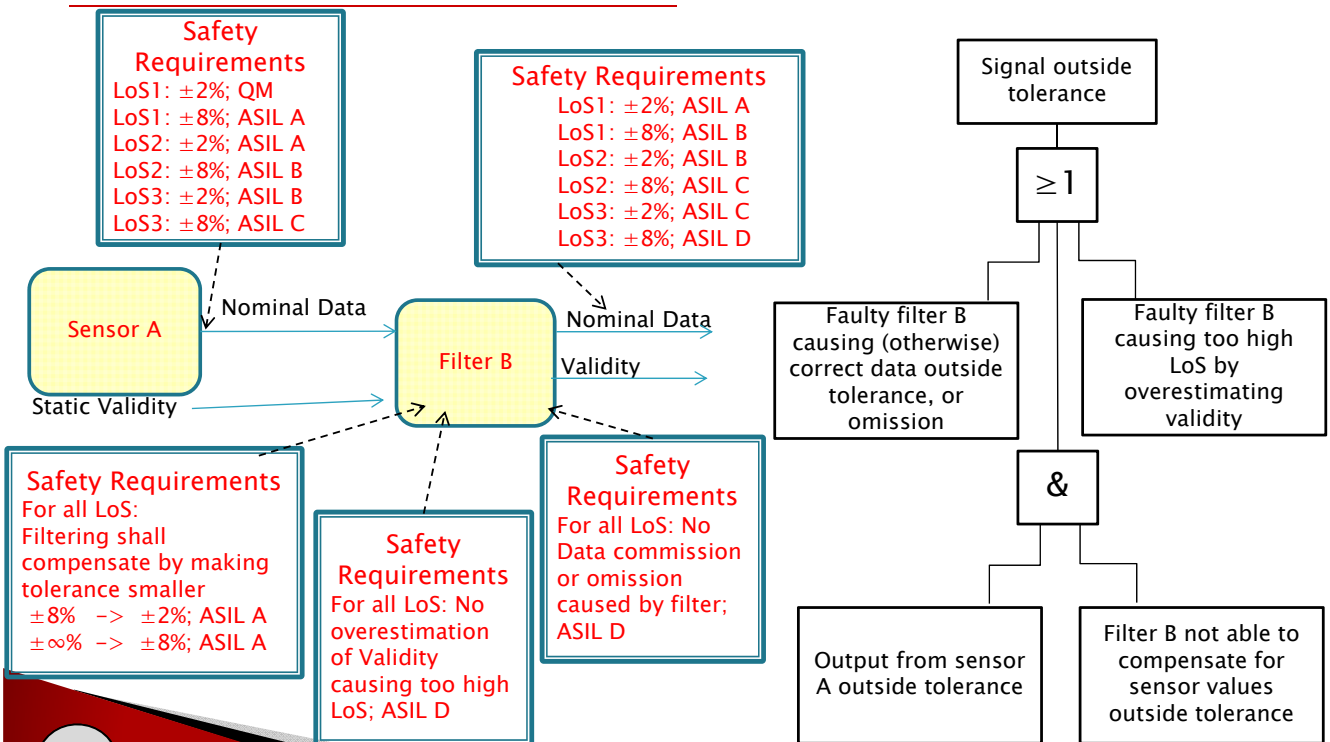 Safety
Requirements
LoS1: ±2%; QM
LoS1: ±8%; ASIL A
LoS2: ±2%; ASIL A
LoS2: ±8%; ASIL B
LoS3: ±2%; ASIL B
LoS3: ±8%; ASIL C
Safety Requirements
LoS1: ±2%; ASIL A
LoS1: ±8%; ASIL B
LoS2: ±2%; ASIL B
LoS2: ±8%; ASIL C
LoS3: ±2%; ASIL C
LoS3: ±8%; ASIL D
Sensor A
Nominal Data
Static Validity
Filter B
Nominal Data
Validity
Safety Requirements
For all LoS:
Filtering shall
compensate by making
tolerance smaller
±8% -> ±2%; ASIL A
±∞% -> ±8%; ASIL A
Safety
Requirements
For all LoS: No
overestimation
of Validity
causing too high
LoS; ASIL D
Safety
Requirements
For all LoS: No
Data commission
or omission
caused by filter;
ASIL D
Signal outside
tolerance
≥1
Faulty filter B
causing (otherwise)
correct data outside
tolerance, or
omission
Faulty filter B
causing too high
LoS by
overestimating
validity
&
Output from sensor
A outside tolerance
Filter B not able to
compensate for
sensor values
outside tolerance